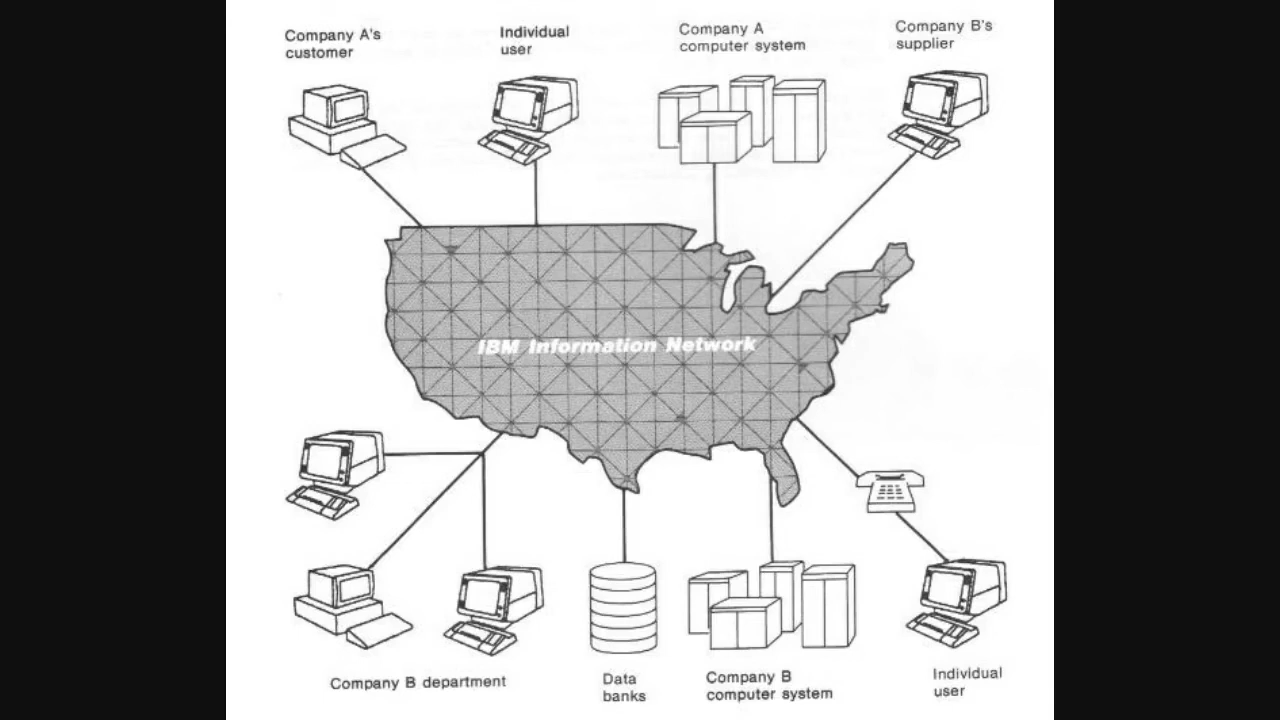 Company A's
customer
Individual
user
Company A
computer system
Company B's
supplier
IBM Information Network
Company B department
Data
banks
Company B
computer system
Individual
user